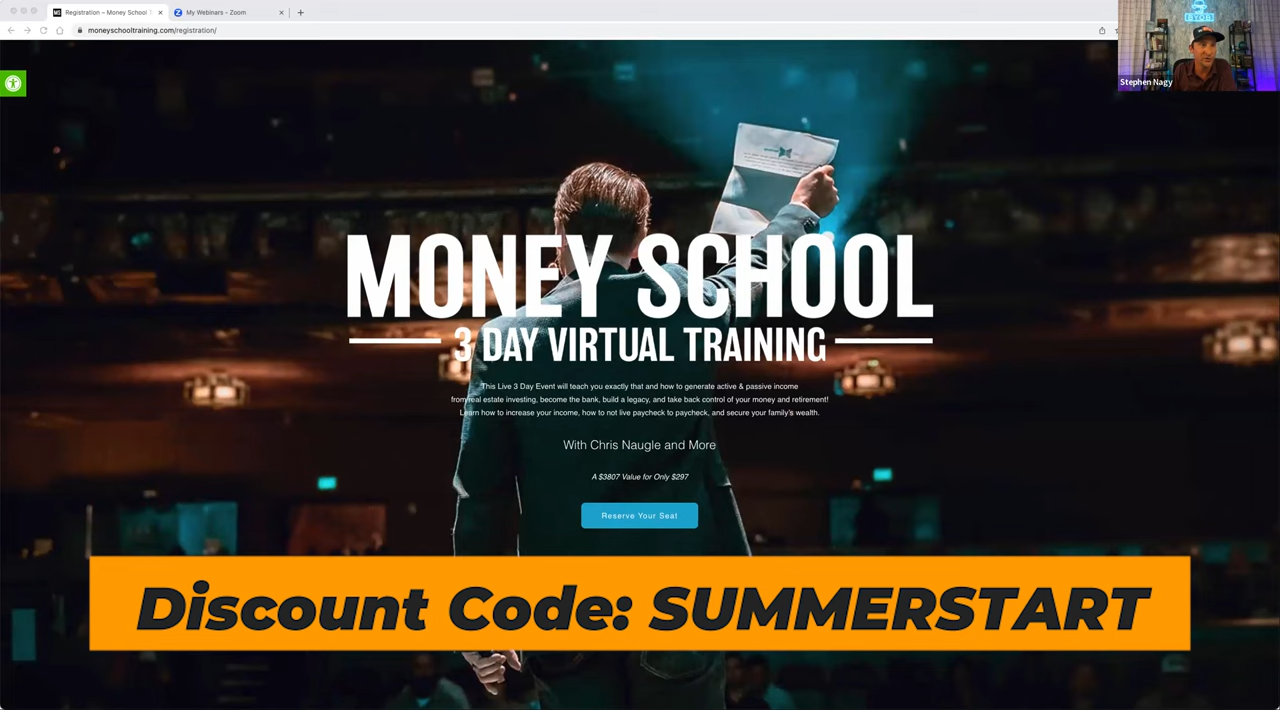 Registration – Money School T
My Webinars - Zoom
moneyschooltraining.com/registration/
Stephen Nagy
MONEY SCHOOL
3 DAY VIRTUAL TRAINING
This Live 3 Day Event will teach you exactly that and how to generate active & passive income
from real estate investing, become the bank, build a legacy, and take back control of your money and retirement!
Learn how to increase your income, how to not live paycheck to paycheck, and secure your family's wealth.
With Chris Naugle and More
A $3807 Value for Only $297
Reserve Your Seat
Discount Code: SUMMERSTART